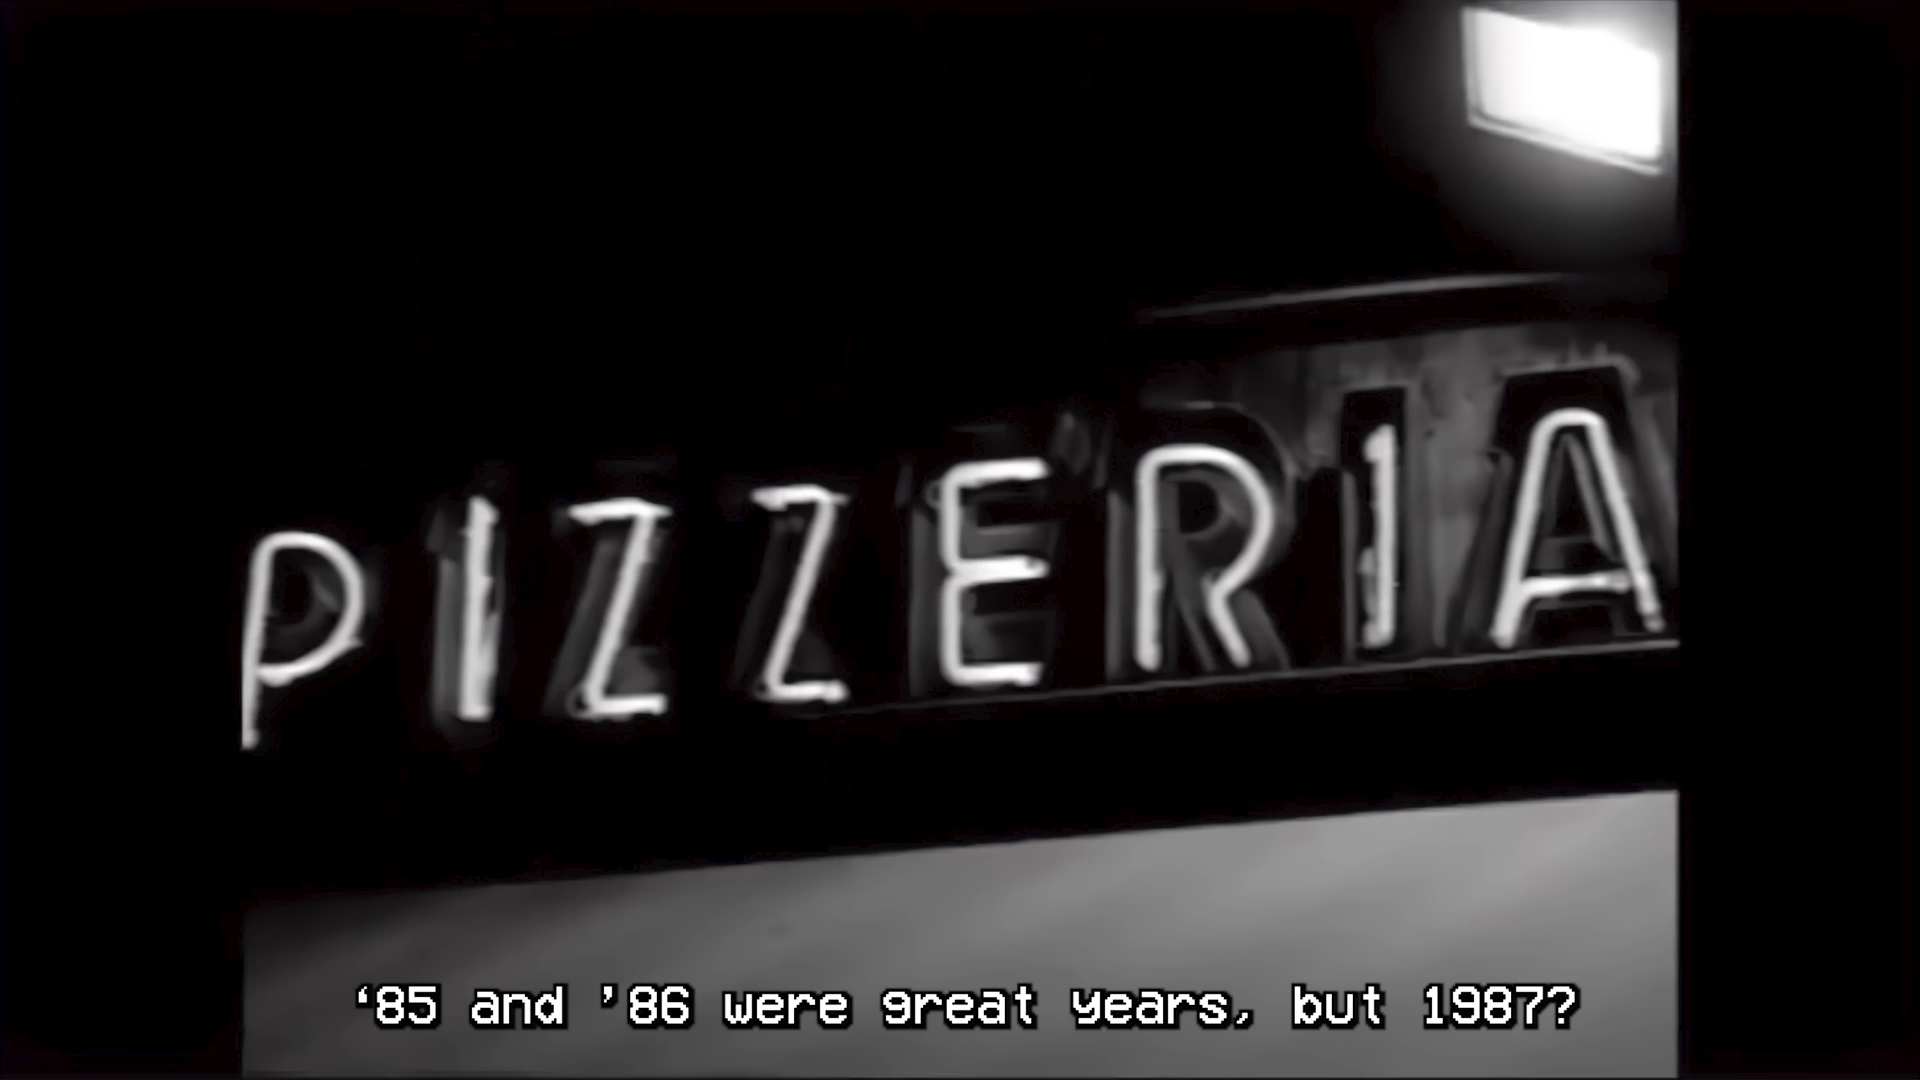 PIZZERIA
‘85 and ’86 were great years, but 1987?